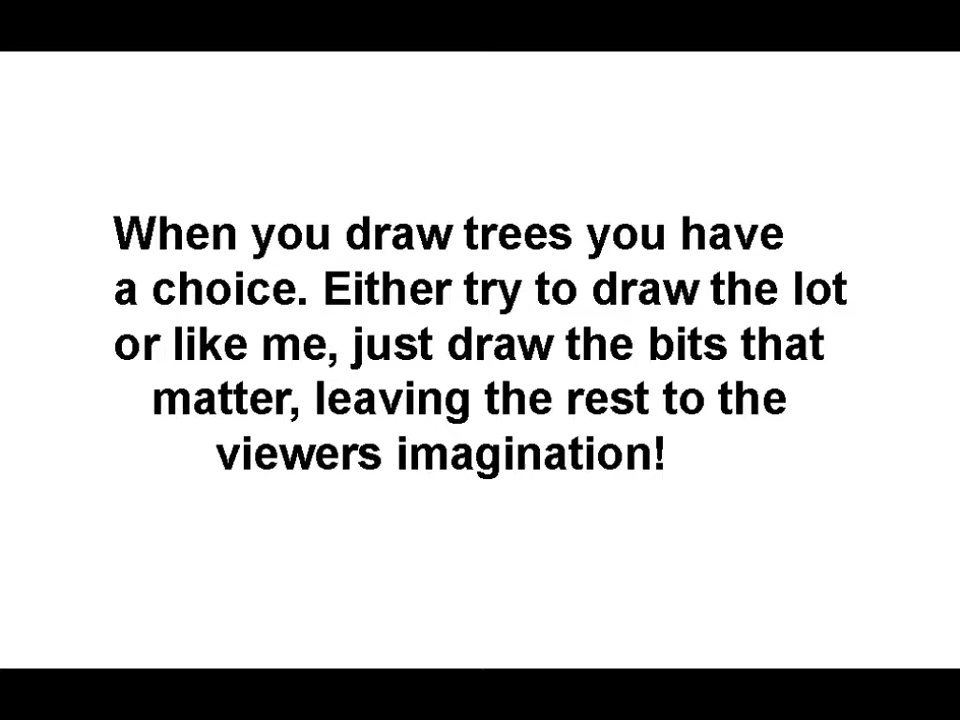 When you draw trees you have
a choice. Either try to draw the lot
or like me, just draw the bits that
matter, leaving the rest to the
viewers imagination!